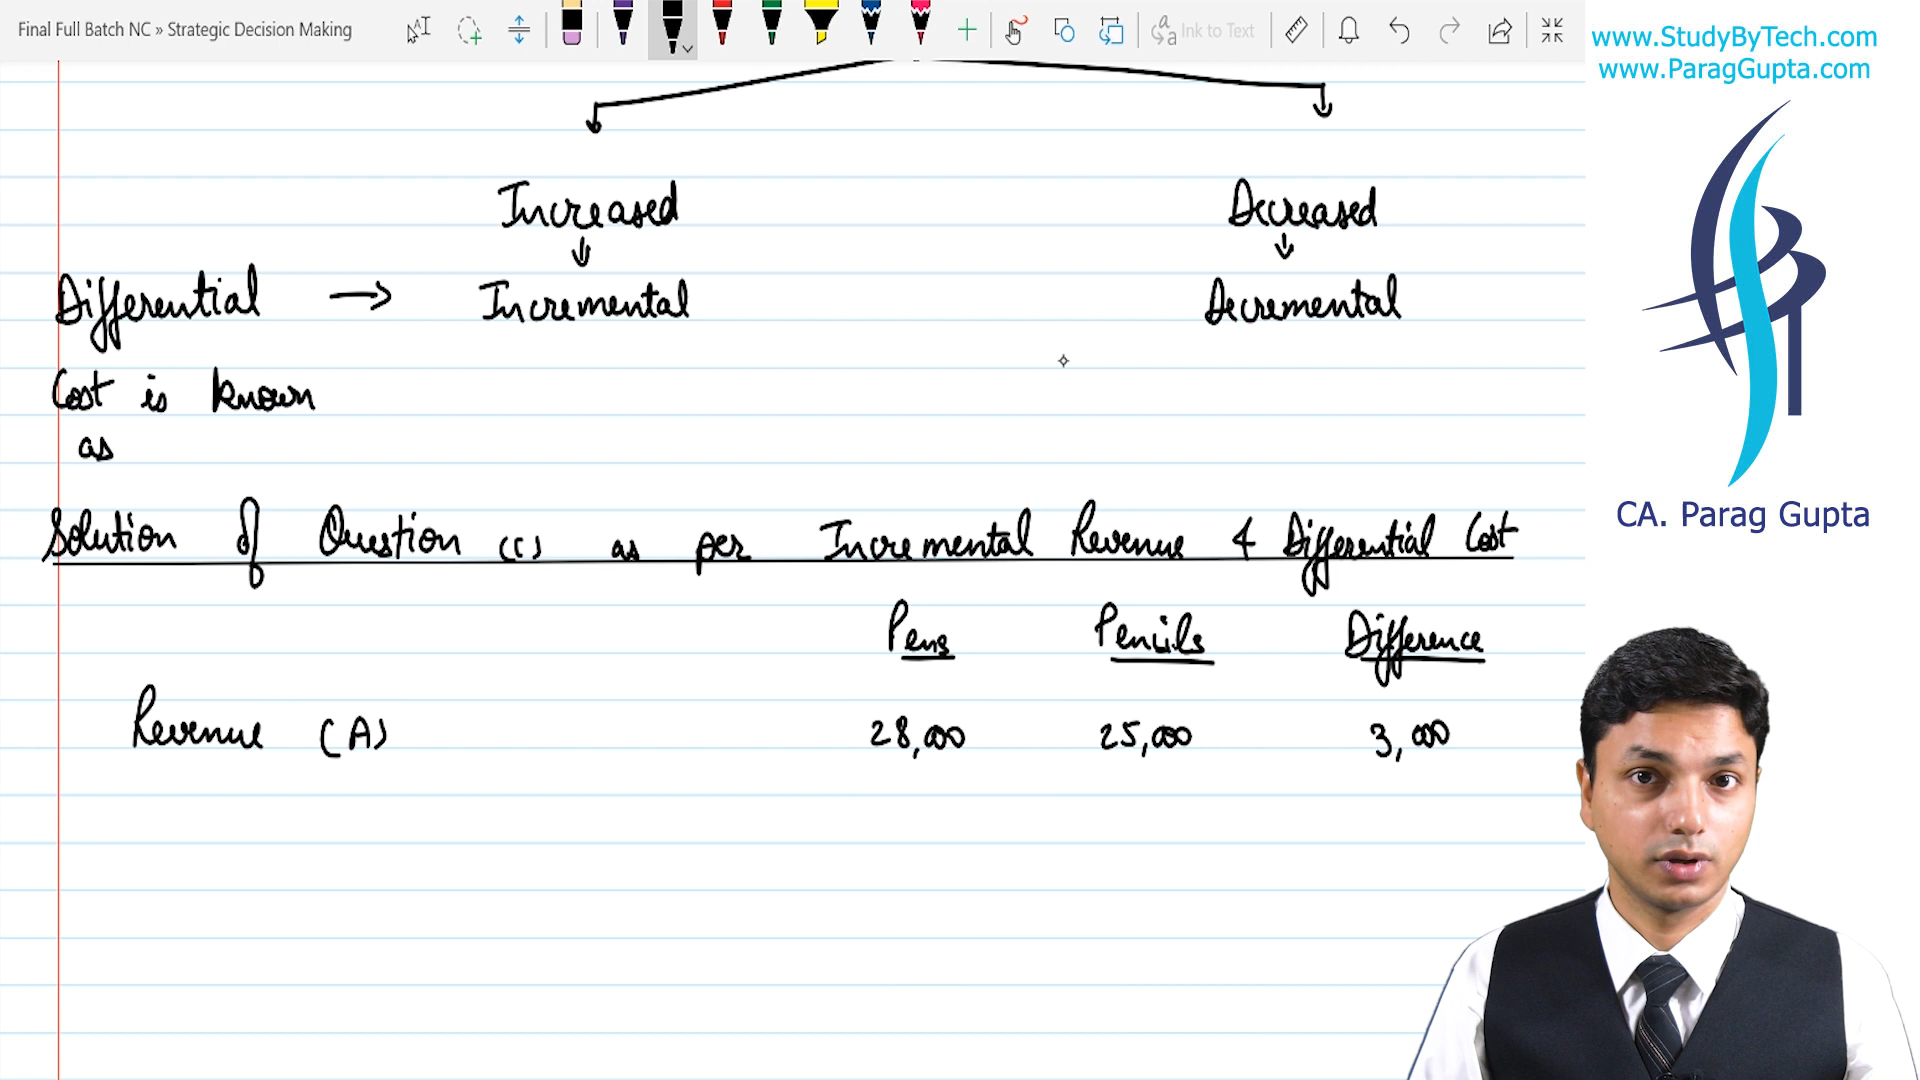 Final Full Batch NC » Strategic Decision Making
Ink to Text
www.StudyByTech.com
www.ParagGupta.com
Increased Decreased
Differential → Incremental Decremental
Cost is known
as
CA. Parag Gupta
Solution of Question (C) as per Incremental Revenue & Differential Cost
Pens Pencils Difference
Revenue (A) 28,000 25,000 3,000